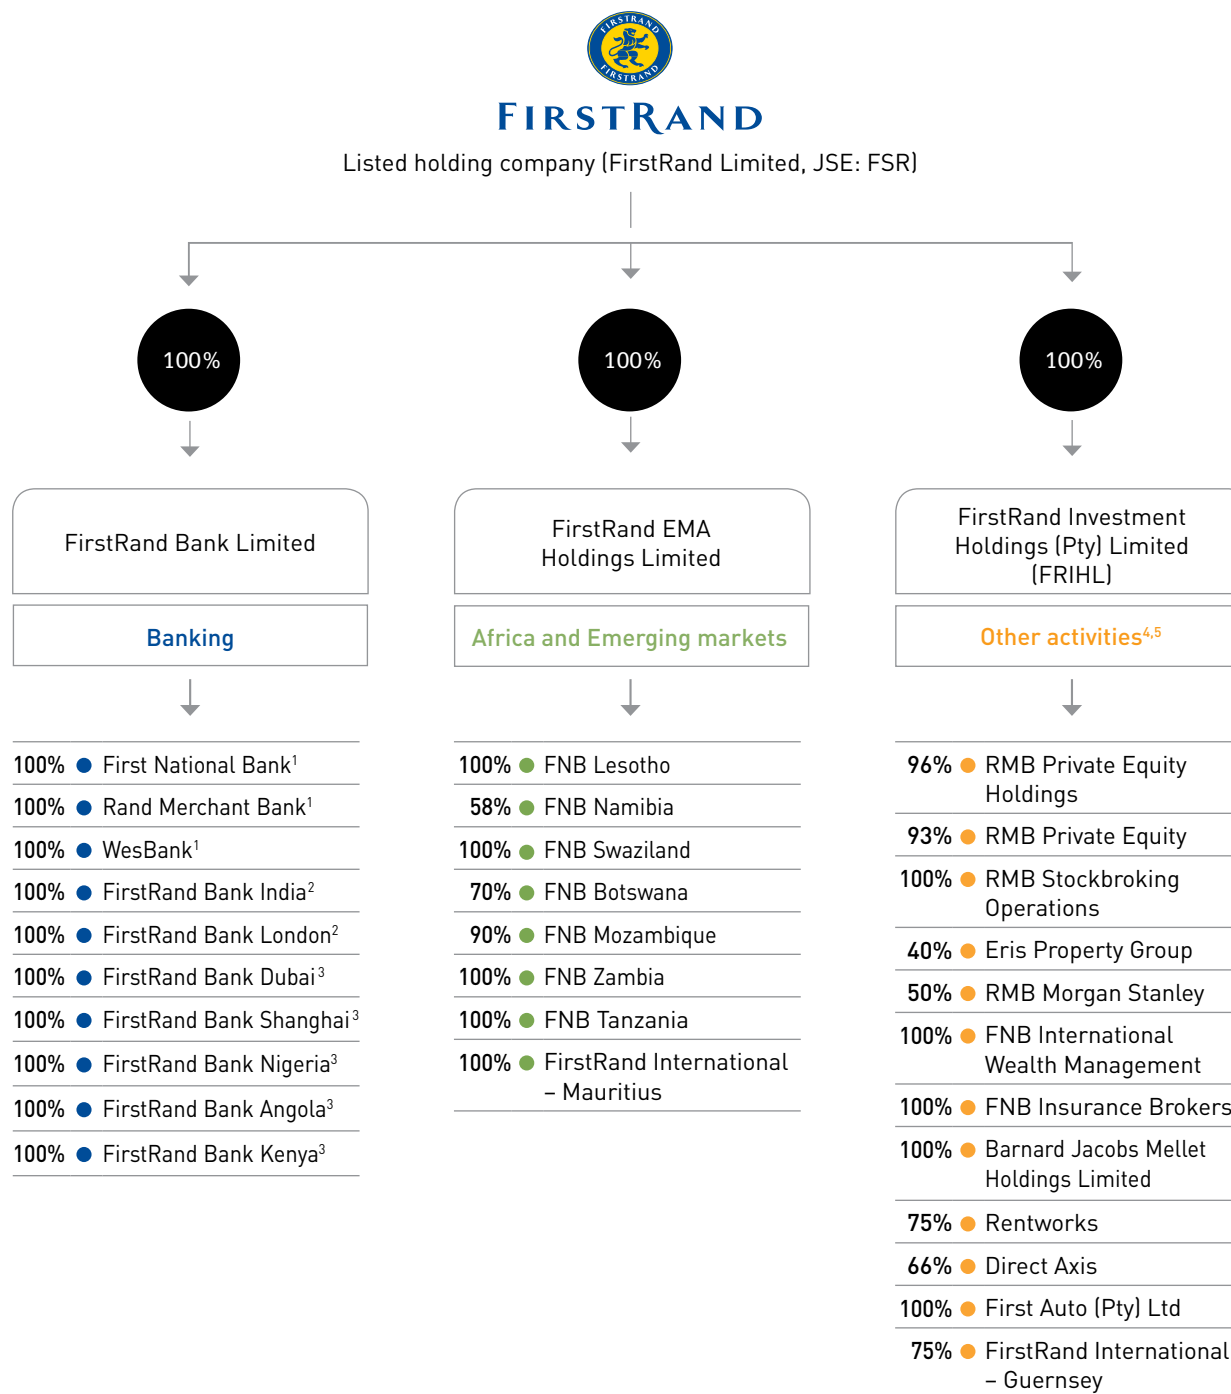 FIRSTRAND
FIRSTRAND
FIRSTRAND
Listed holding company (FirstRand Limited, JSE: FSR)
100%
100%
100%
FirstRand Bank Limited
Banking
100% ● First National Bank¹
100% ● Rand Merchant Bank¹
100% ● WesBank¹
100% ● FirstRand Bank India²
100% ● FirstRand Bank London²
100% ● FirstRand Bank Dubai³
100% ● FirstRand Bank Shanghai³
100% ● FirstRand Bank Nigeria³
100% ● FirstRand Bank Angola³
100% ● FirstRand Bank Kenya³
FirstRand EMA
Holdings Limited
Africa and Emerging markets
100% ● FNB Lesotho
58% ● FNB Namibia
100% ● FNB Swaziland
70% ● FNB Botswana
90% ● FNB Mozambique
100% ● FNB Zambia
100% ● FNB Tanzania
100% ● FirstRand International
– Mauritius
FirstRand Investment
Holdings (Pty) Limited
(FRIHL)
Other activities⁴,⁵
96% ● RMB Private Equity
Holdings
93% ● RMB Private Equity
100% ● RMB Stockbroking
Operations
40% ● Eris Property Group
50% ● RMB Morgan Stanley
100% ● FNB International
Wealth Management
100% ● FNB Insurance Brokers
100% ● Barnard Jacobs Mellet
Holdings Limited
75% ● Rentworks
66% ● Direct Axis
100% ● First Auto (Pty) Ltd
75% ● FirstRand International
– Guernsey